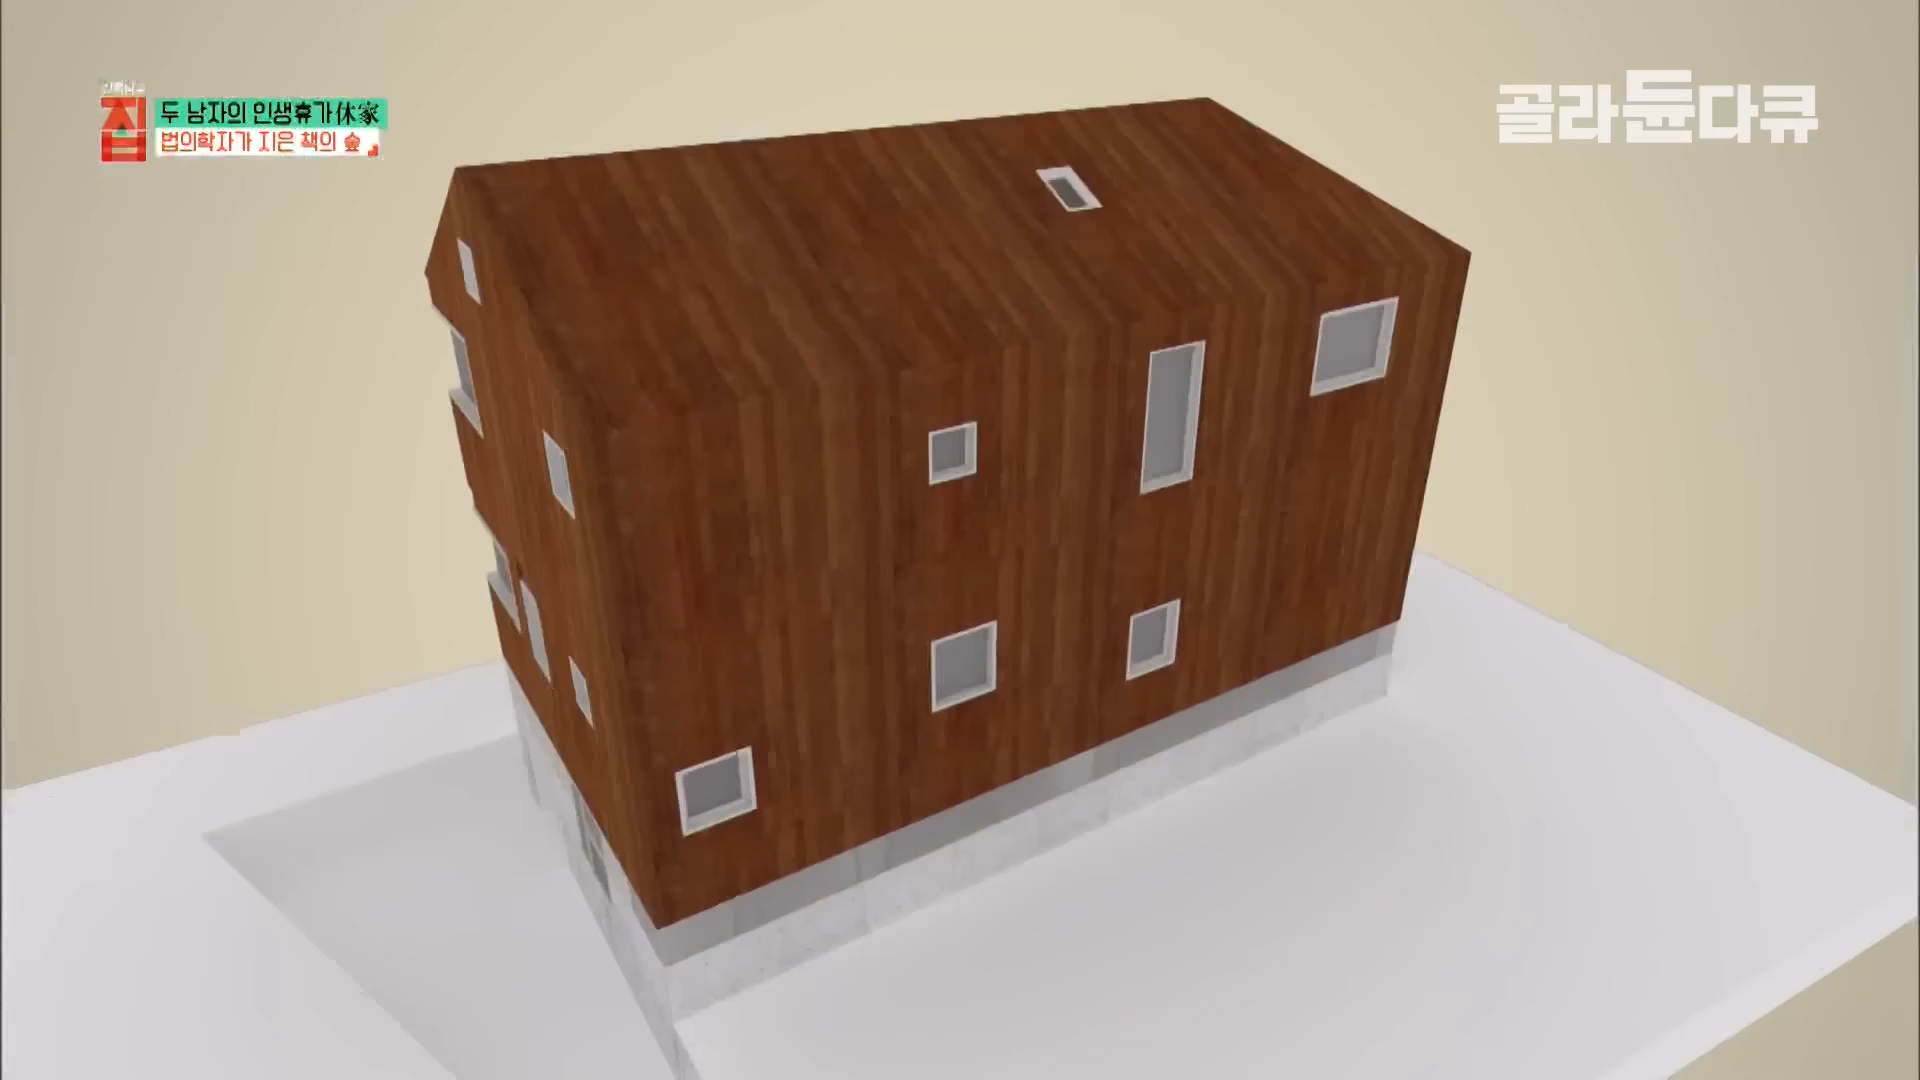 집
두 남자의 인생휴가休家
법의학자가 지은 책의 숲
골라듄다큐